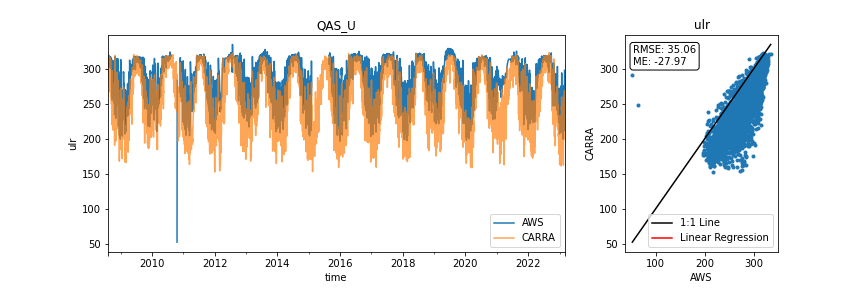 QAS_U
ulr
300
250
200
150
100
50
2010
2012
2014
2016
2018
2020
2022
time
AWS
CARRA
ulr
RMSE: 35.06
ME: -27.97
CARRA
300
250
200
150
100
50
100
200
300
AWS
1:1 Line
Linear Regression